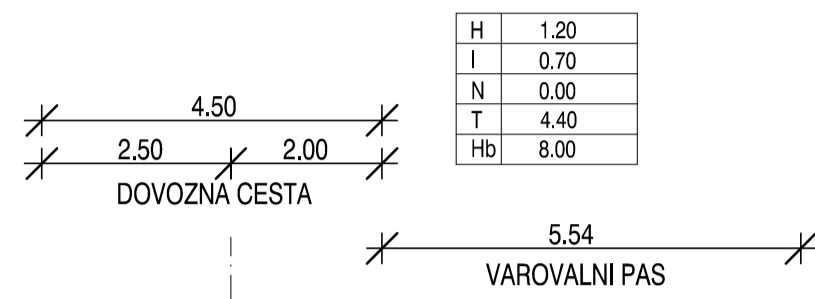 H 1.20
I 0.70
N 0.00
T 4.40
Hb 8.00
4.50
2.50 2.00
DOVOZNA CESTA
5.54
VAROVALNI PAS